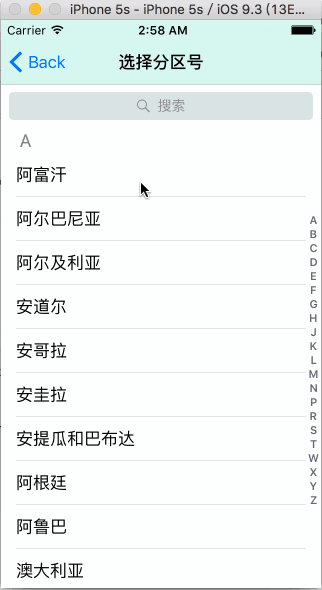 iPhone 5s - iPhone 5s / iOS 9.3 (13E...
Carrier 2:58 AM
Back 选择分区号
搜索
A
阿富汗
阿尔巴尼亚
阿尔及利亚
安道尔
安哥拉
安圭拉
安提瓜和巴布达
阿根廷
阿鲁巴
澳大利亚
A
B
C
D
E
F
G
H
J
K
L
M
N
P
R
S
T
W
X
Y
Z